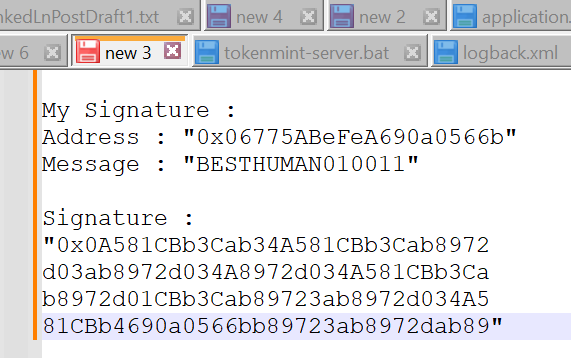 nkedLnPostDraft1.txt new 4 new 2 application.
ew 6 new 3 tokenmint-server.bat logback.xml
My Signature :
Address : "0x06775ABeFeA690a0566b"
Message : "BESTHUMAN010011"
Signature :
"0x0A581CBb3Cab34A581CBb3Cab8972
d03ab8972d034A8972d034A581CBb3Ca
b8972d01CBb3Cab89723ab8972d034A5
81CBb4690a0566bb89723ab8972dab89"